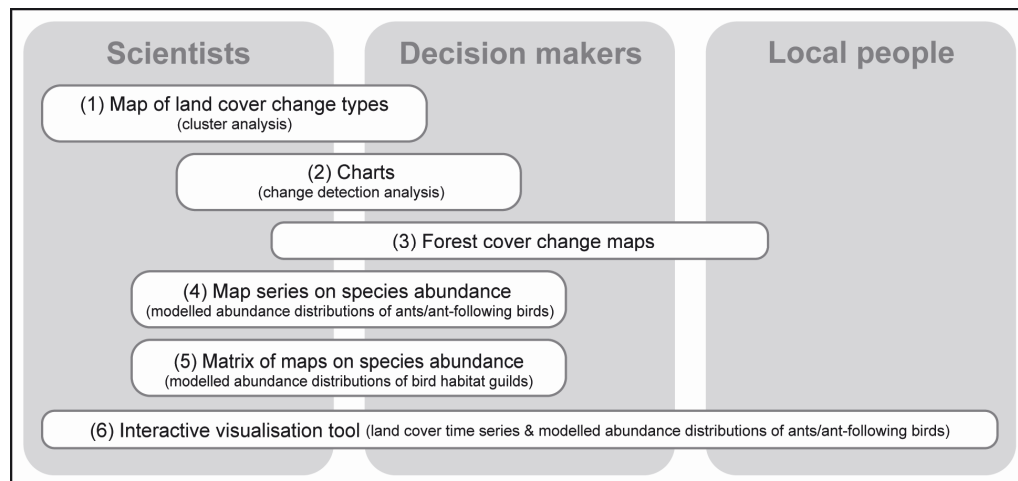 Scientists
Decision makers
Local people
(1) Map of land cover change types
(cluster analysis)
(2) Charts
(change detection analysis)
(3) Forest cover change maps
(4) Map series on species abundance
(modelled abundance distributions of ants/ant-following birds)
(5) Matrix of maps on species abundance
(modelled abundance distributions of bird habitat guilds)
(6) Interactive visualisation tool (land cover time series & modelled abundance distributions of ants/ant-following birds)